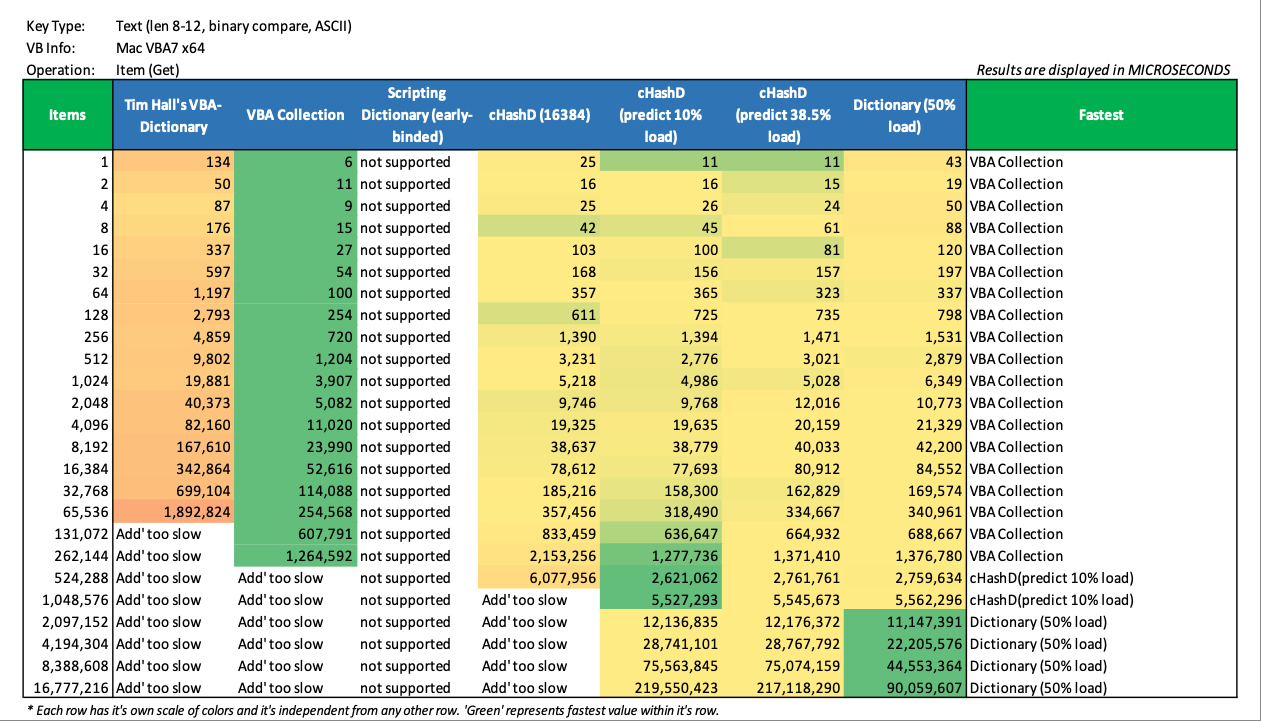 Key Type: Text (len 8-12, binary compare, ASCII)
VB Info: Mac VBA7 x64
Operation: Item (Get) Results are displayed in MICROSECONDS
Items Tim Hall's VBA-Dictionary VBA Collection Scripting Dictionary (early-binded) cHashD (16384) cHashD (predict 10% load) cHashD (predict 38.5% load) Dictionary (50% load) Fastest
1 134 6 not supported 25 11 11 43 VBA Collection
2 50 11 not supported 16 16 15 19 VBA Collection
4 87 9 not supported 25 26 24 50 VBA Collection
8 176 15 not supported 42 45 61 88 VBA Collection
16 337 27 not supported 103 100 81 120 VBA Collection
32 597 54 not supported 168 156 157 197 VBA Collection
64 1,197 100 not supported 357 365 323 337 VBA Collection
128 2,793 254 not supported 611 725 735 798 VBA Collection
256 4,859 720 not supported 1,390 1,394 1,471 1,531 VBA Collection
512 9,802 1,204 not supported 3,231 2,776 3,021 2,879 VBA Collection
1,024 19,881 3,907 not supported 5,218 4,986 5,028 6,349 VBA Collection
2,048 40,373 5,082 not supported 9,746 9,768 12,016 10,773 VBA Collection
4,096 82,160 11,020 not supported 19,325 19,635 20,159 21,329 VBA Collection
8,192 167,610 23,990 not supported 38,637 38,779 40,033 42,200 VBA Collection
16,384 342,864 52,616 not supported 78,612 77,693 80,912 84,552 VBA Collection
32,768 699,104 114,088 not supported 185,216 158,300 162,829 169,574 VBA Collection
65,536 1,892,824 254,568 not supported 357,456 318,490 334,667 340,961 VBA Collection
131,072 Add' too slow 607,791 not supported 833,459 636,647 664,932 688,667 VBA Collection
262,144 Add' too slow 1,264,592 not supported 2,153,256 1,277,736 1,371,410 1,376,780 VBA Collection
524,288 Add' too slow Add' too slow not supported 6,077,956 2,621,062 2,761,761 2,759,634 cHashD(predict 10% load)
1,048,576 Add' too slow Add' too slow not supported Add' too slow 5,527,293 5,545,673 5,562,296 cHashD(predict 10% load)
2,097,152 Add' too slow Add' too slow not supported Add' too slow 12,136,835 12,176,372 11,147,391 Dictionary (50% load)
4,194,304 Add' too slow Add' too slow not supported Add' too slow 28,741,101 28,767,792 22,205,576 Dictionary (50% load)
8,388,608 Add' too slow Add' too slow not supported Add' too slow 75,563,845 75,074,159 44,553,364 Dictionary (50% load)
16,777,216 Add' too slow Add' too slow not supported Add' too slow 219,550,423 217,118,290 90,059,607 Dictionary (50% load)
* Each row has it's own scale of colors and it's independent from any other row. 'Green' represents fastest value within it's row.